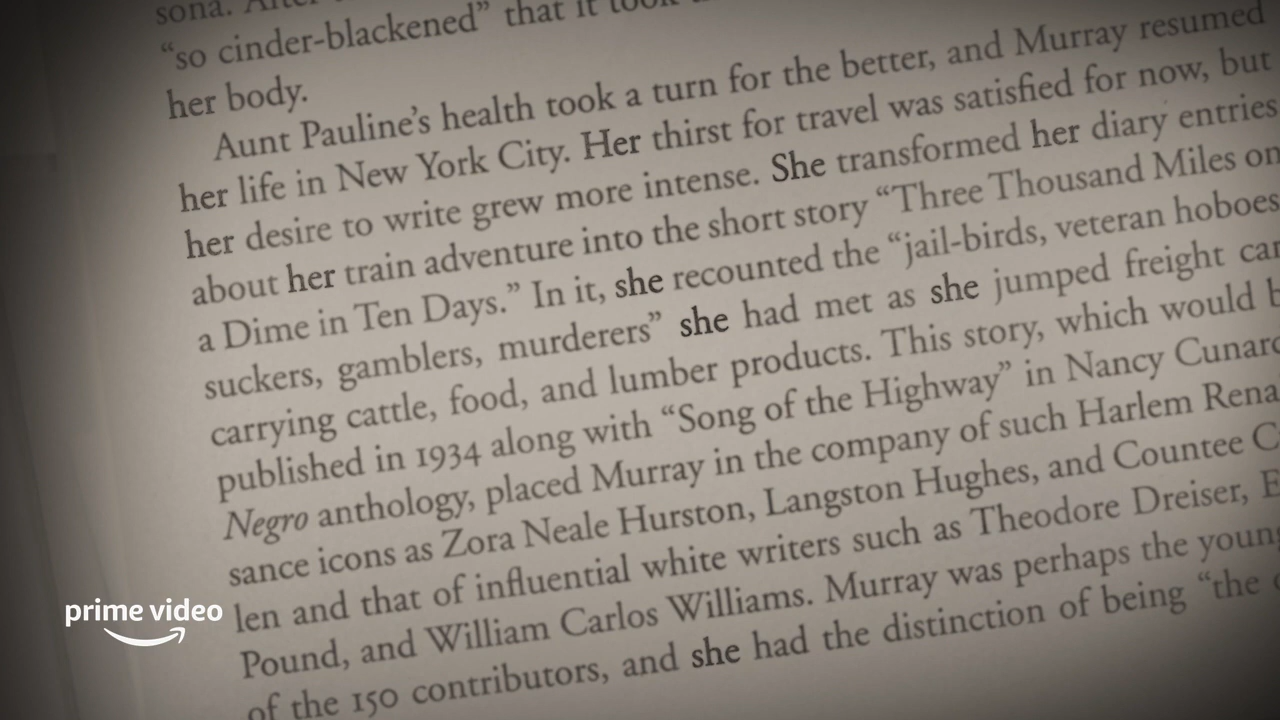 sona. After
“so cinder-blackened” that it took
her body.
Aunt Pauline’s health took a turn for the better, and Murray resumed
her life in New York City. Her thirst for travel was satisfied for now, but
her desire to write grew more intense. She transformed her diary entries
about her train adventure into the short story “Three Thousand Miles on
a Dime in Ten Days.” In it, she recounted the “jail-birds, veteran hoboes
suckers, gamblers, murderers” she had met as she jumped freight car
carrying cattle, food, and lumber products. This story, which would b
published in 1934 along with “Song of the Highway” in Nancy Cunard
Negro anthology, placed Murray in the company of such Harlem Rena
sance icons as Zora Neale Hurston, Langston Hughes, and Countee C
len and that of influential white writers such as Theodore Dreiser, E
Pound, and William Carlos Williams. Murray was perhaps the young
of the 150 contributors, and she had the distinction of being “the
prime video